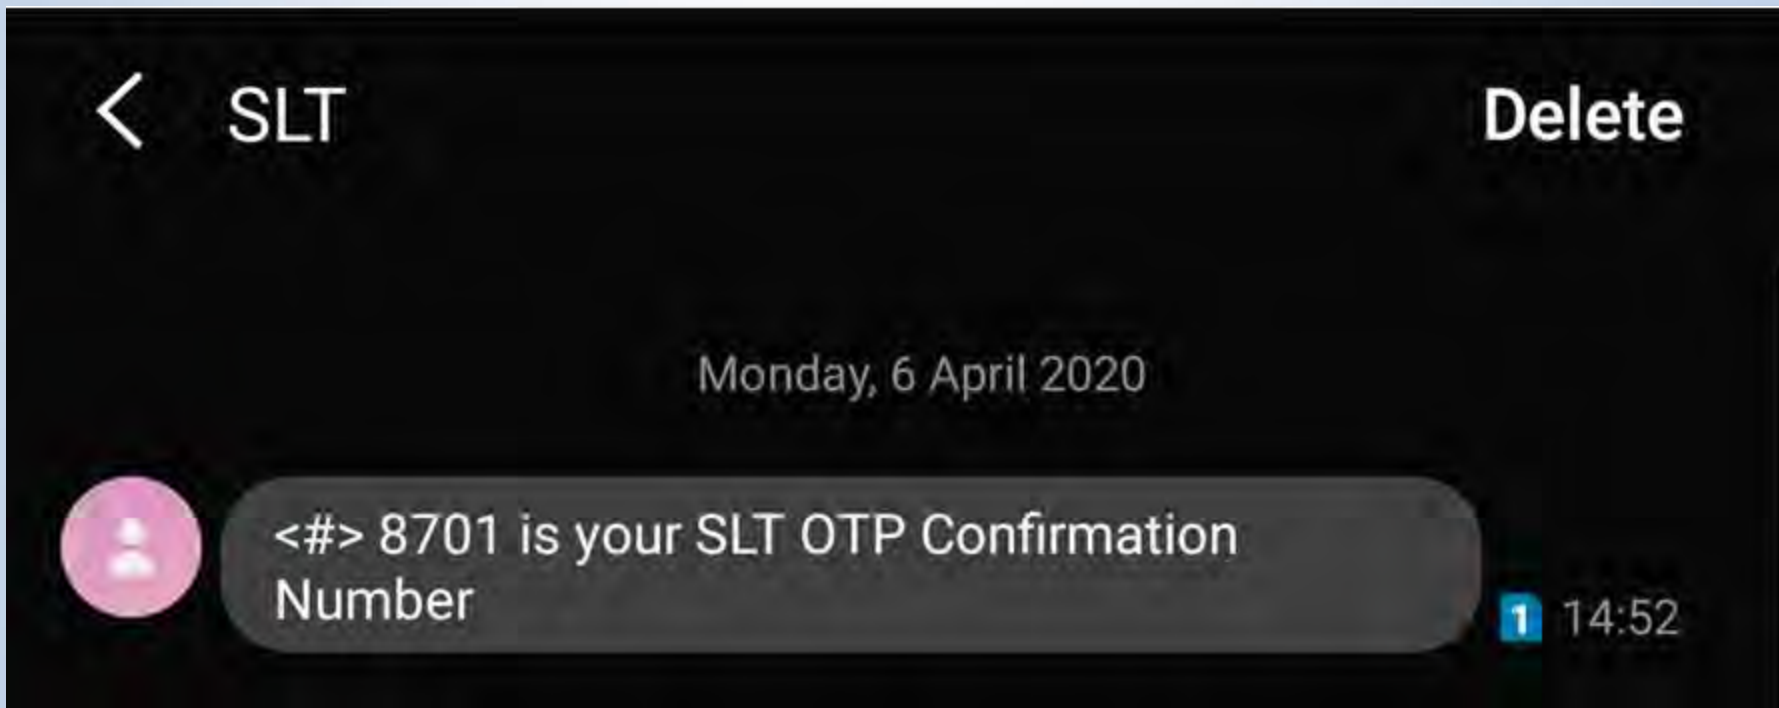 SLT
Delete
Monday, 6 April 2020
<#> 8701 is your SLT OTP Confirmation
Number
1 14:52